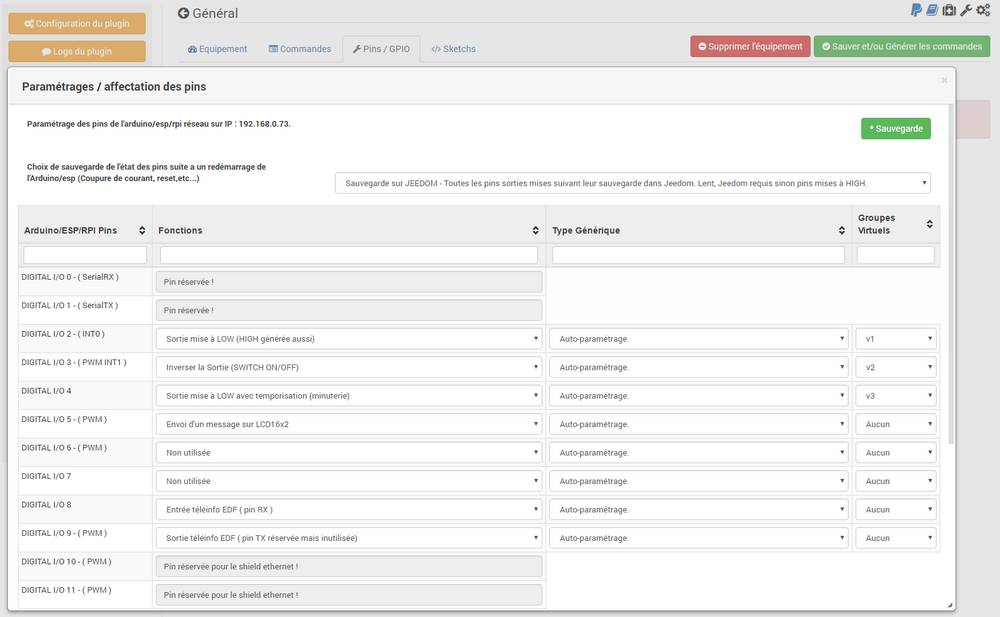 Configuration du plugin
Logs du plugin
Général
Equipement
Commandes
Pins / GPIO
</> Sketchs
Supprimer l'équipement
Sauver et/ou Générer les commandes
Paramétrages / affectation des pins
×
Paramétrage des pins de l'arduino/esp/rpi réseau sur IP : 192.168.0.73.
* Sauvegarde
Choix de sauvegarde de l'état des pins suite a un redémarrage de
l'Arduino/esp (Coupure de courant, reset,etc...)
Sauvegarde sur JEEDOM - Toutes les pins sorties mises suivant leur sauvegarde dans Jeedom. Lent, Jeedom requis sinon pins mises à HIGH.
Arduino/ESP/RPI Pins
Fonctions
Type Générique
Groupes
Virtuels
DIGITAL I/O 0 - ( SerialRX )
Pin réservée !
DIGITAL I/O 1 - ( SerialTX )
Pin réservée !
DIGITAL I/O 2 - ( INT0 )
Sortie mise à LOW (HIGH générée aussi)
Auto-paramétrage.
v1
DIGITAL I/O 3 - ( PWM INT1 )
Inverser la Sortie (SWITCH ON/OFF)
Auto-paramétrage.
v2
DIGITAL I/O 4
Sortie mise à LOW avec temporisation (minuterie)
Auto-paramétrage.
v3
DIGITAL I/O 5 - ( PWM )
Envoi d'un message sur LCD16x2
Auto-paramétrage.
Aucun
DIGITAL I/O 6 - ( PWM )
Non utilisée
Auto-paramétrage.
Aucun
DIGITAL I/O 7
Non utilisée
Auto-paramétrage.
Aucun
DIGITAL I/O 8
Entrée téléinfo EDF ( pin RX )
Auto-paramétrage.
Aucun
DIGITAL I/O 9 - ( PWM )
Sortie téléinfo EDF ( pin TX réservée mais inutilisée)
Auto-paramétrage.
Aucun
DIGITAL I/O 10 - ( PWM )
Pin réservée pour le shield ethernet !
DIGITAL I/O 11 - ( PWM )
Pin réservée pour le shield ethernet !